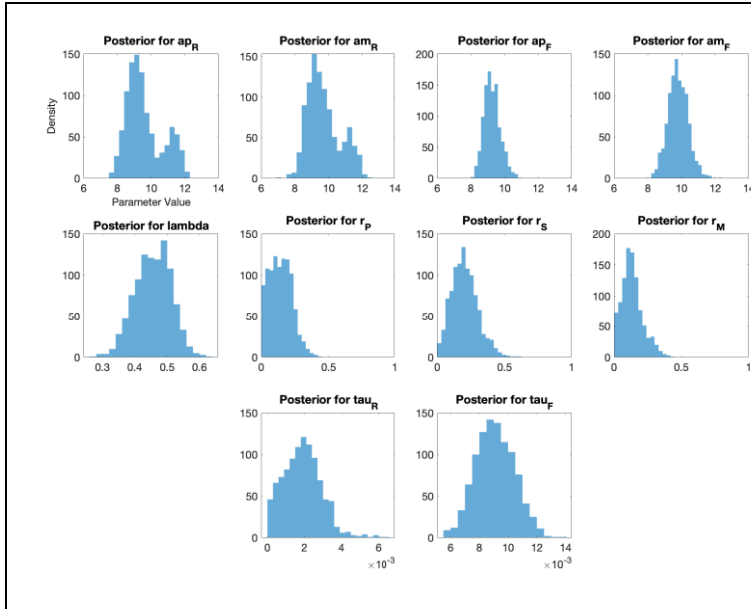 Posterior for ap_R
Posterior for am_R
Posterior for ap_F
Posterior for am_F
150
100
50
0
Density
6 8 10 12 14
Parameter Value
150
100
50
0
6 8 10 12 14
200
150
100
50
0
6 8 10 12 14
150
100
50
0
6 8 10 12 14
Posterior for lambda
Posterior for r_P
Posterior for r_S
Posterior for r_M
150
100
50
0
0.3 0.4 0.5 0.6
150
100
50
0
0 0.5 1
150
100
50
0
0 0.5 1
200
150
100
50
0
0 0.5 1
Posterior for tau_R
Posterior for tau_F
150
100
50
0
0 2 4 6
×10⁻³
150
100
50
0
6 8 10 12 14
×10⁻³